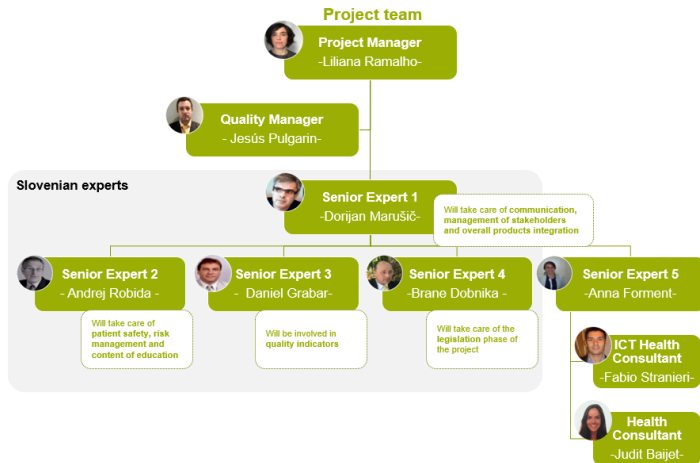 Project team
Project Manager
-Liliana Ramalho-
Quality Manager
- Jesús Pulgarin-
Slovenian experts
Senior Expert 1
-Dorijan Marušič-
Will take care of communication,
management of stakeholders
and overall products integration
Senior Expert 2
- Andrej Robida -
Senior Expert 3
- Daniel Grabar-
Senior Expert 4
-Brane Dobnika -
Senior Expert 5
-Anna Forment-
Will take care of
patient safety, risk
management and
content of education
Will be involved in
quality indicators
Will take care of the
legislation phase of
the project
ICT Health
Consultant
-Fabio Stranieri-
Health
Consultant
-Judit Baijet-